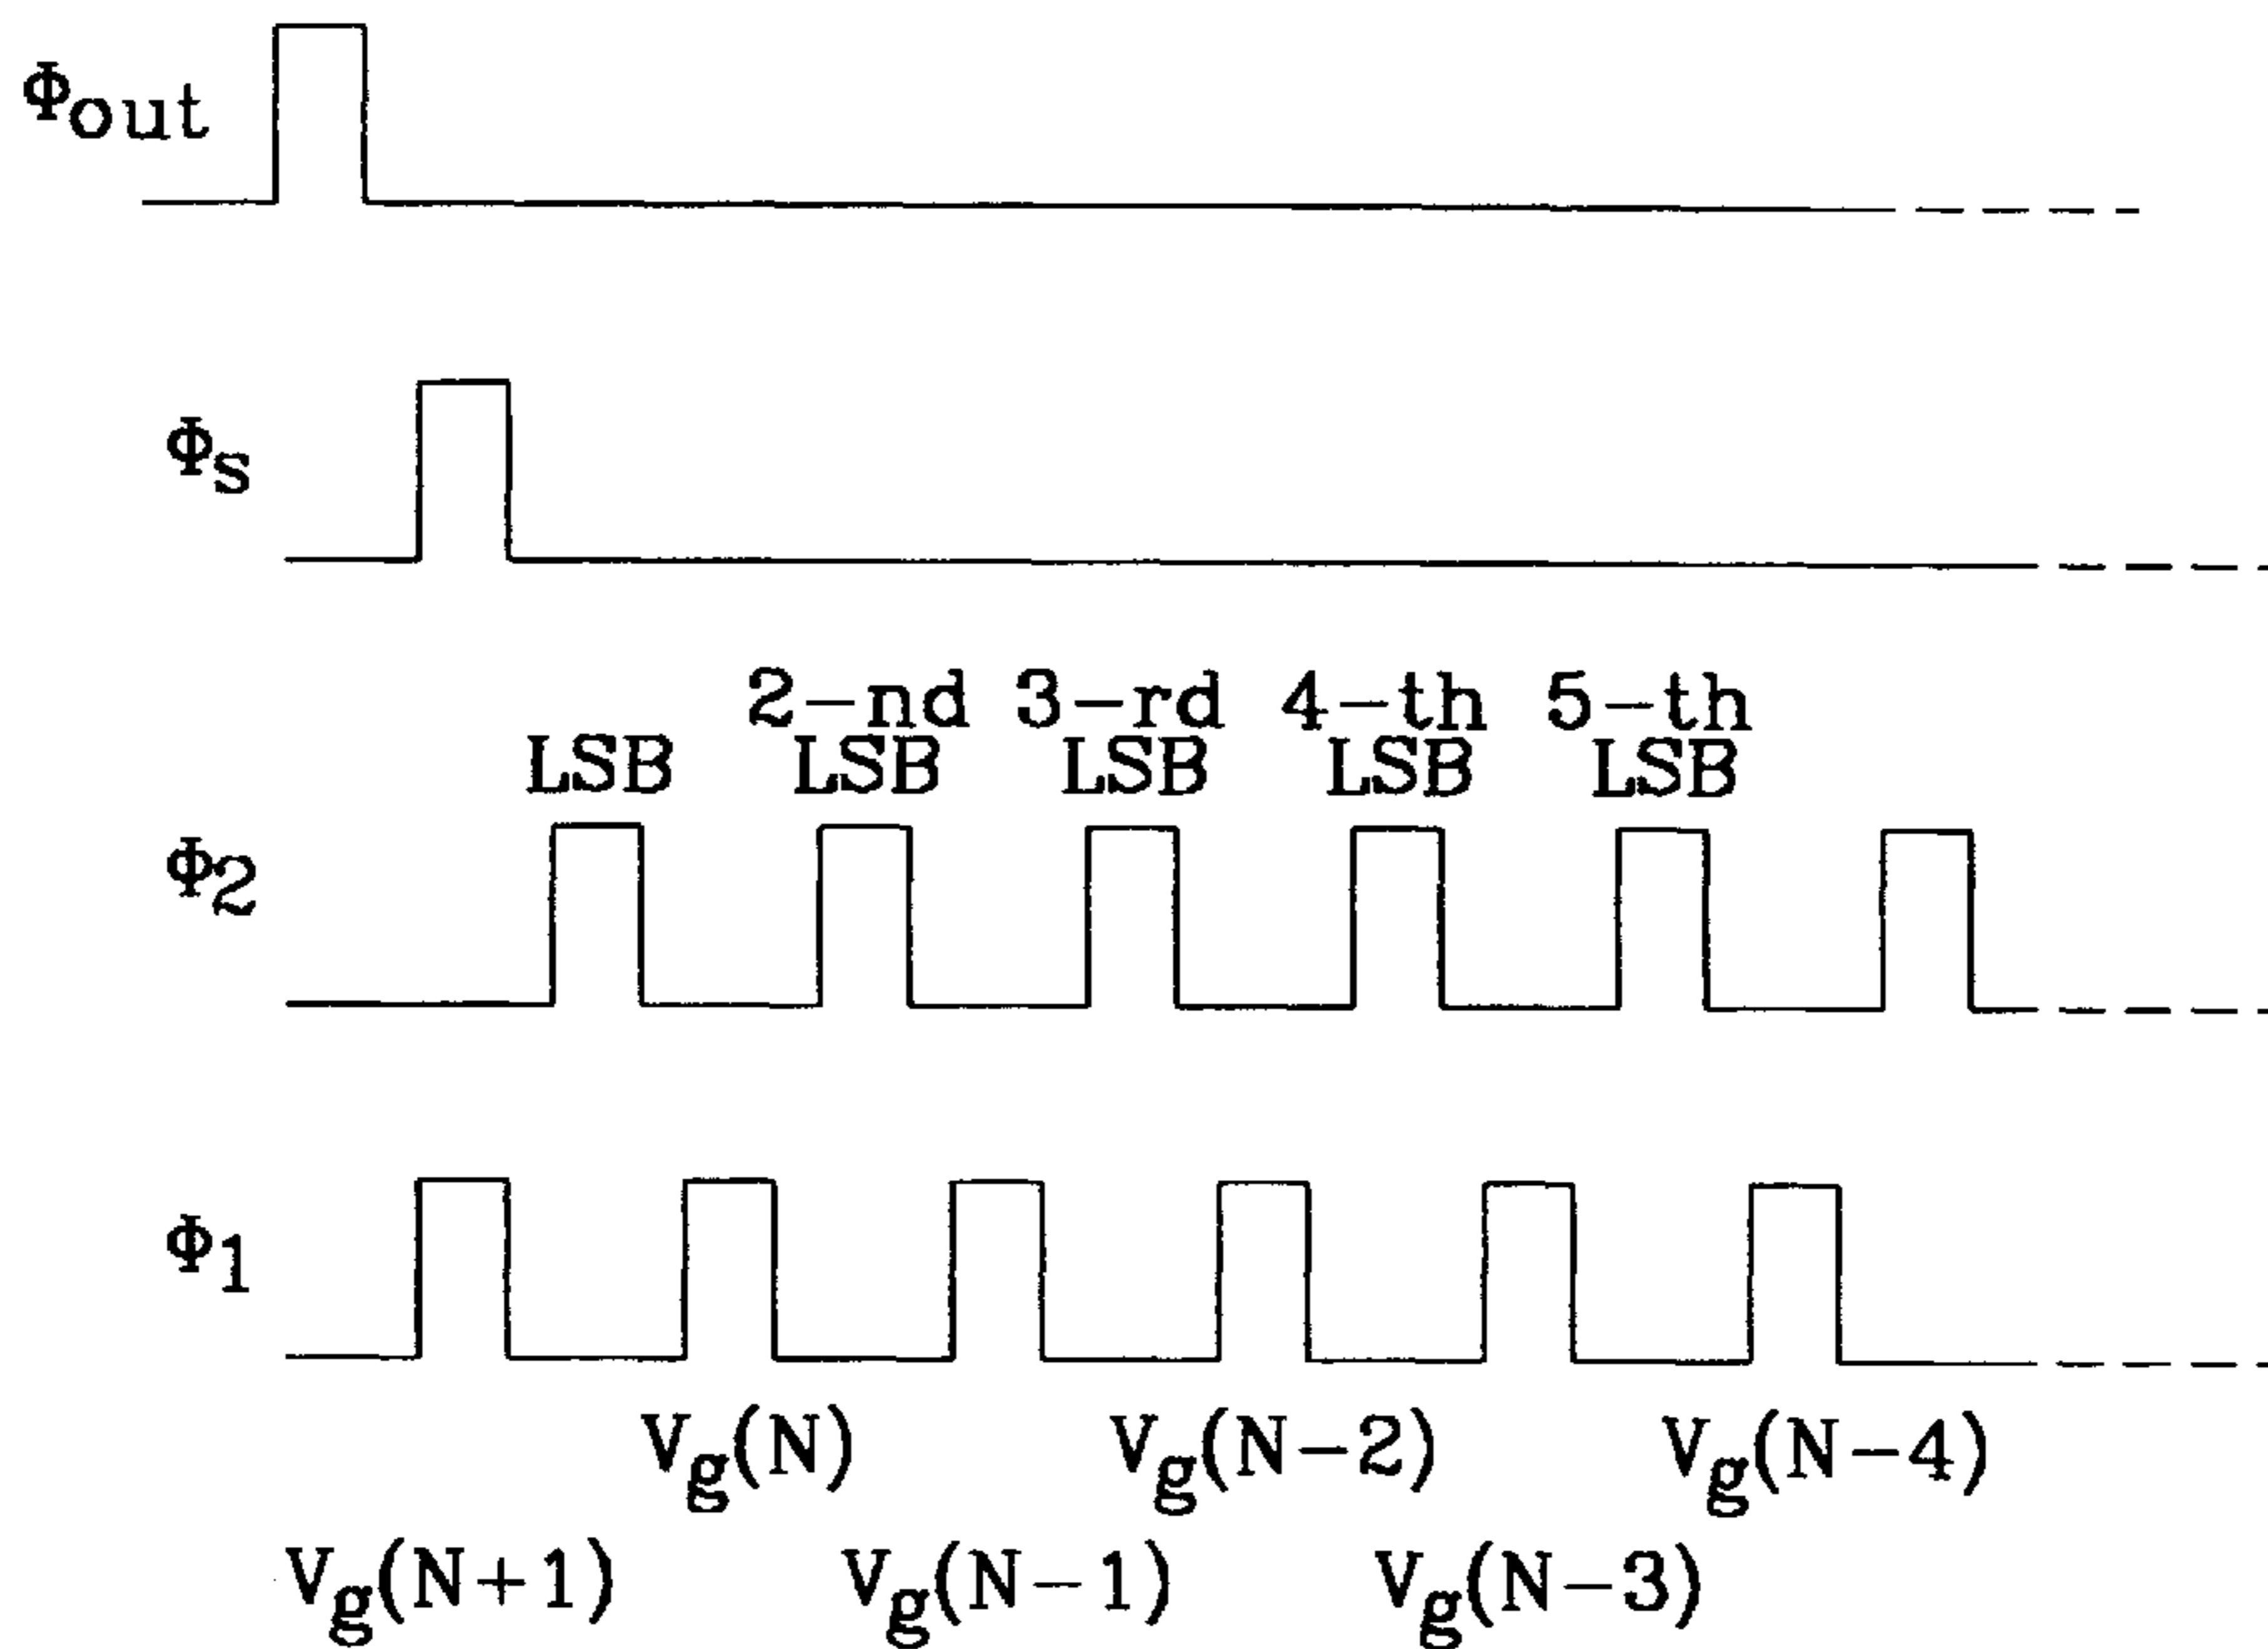 Φout
Φs
2-nd 3-rd 4-th 5-th
LSB LSB LSB LSB LSB
Φ2
Φ1
Vg(N) Vg(N-2) Vg(N-4)
Vg(N+1) Vg(N-1) Vg(N-3)